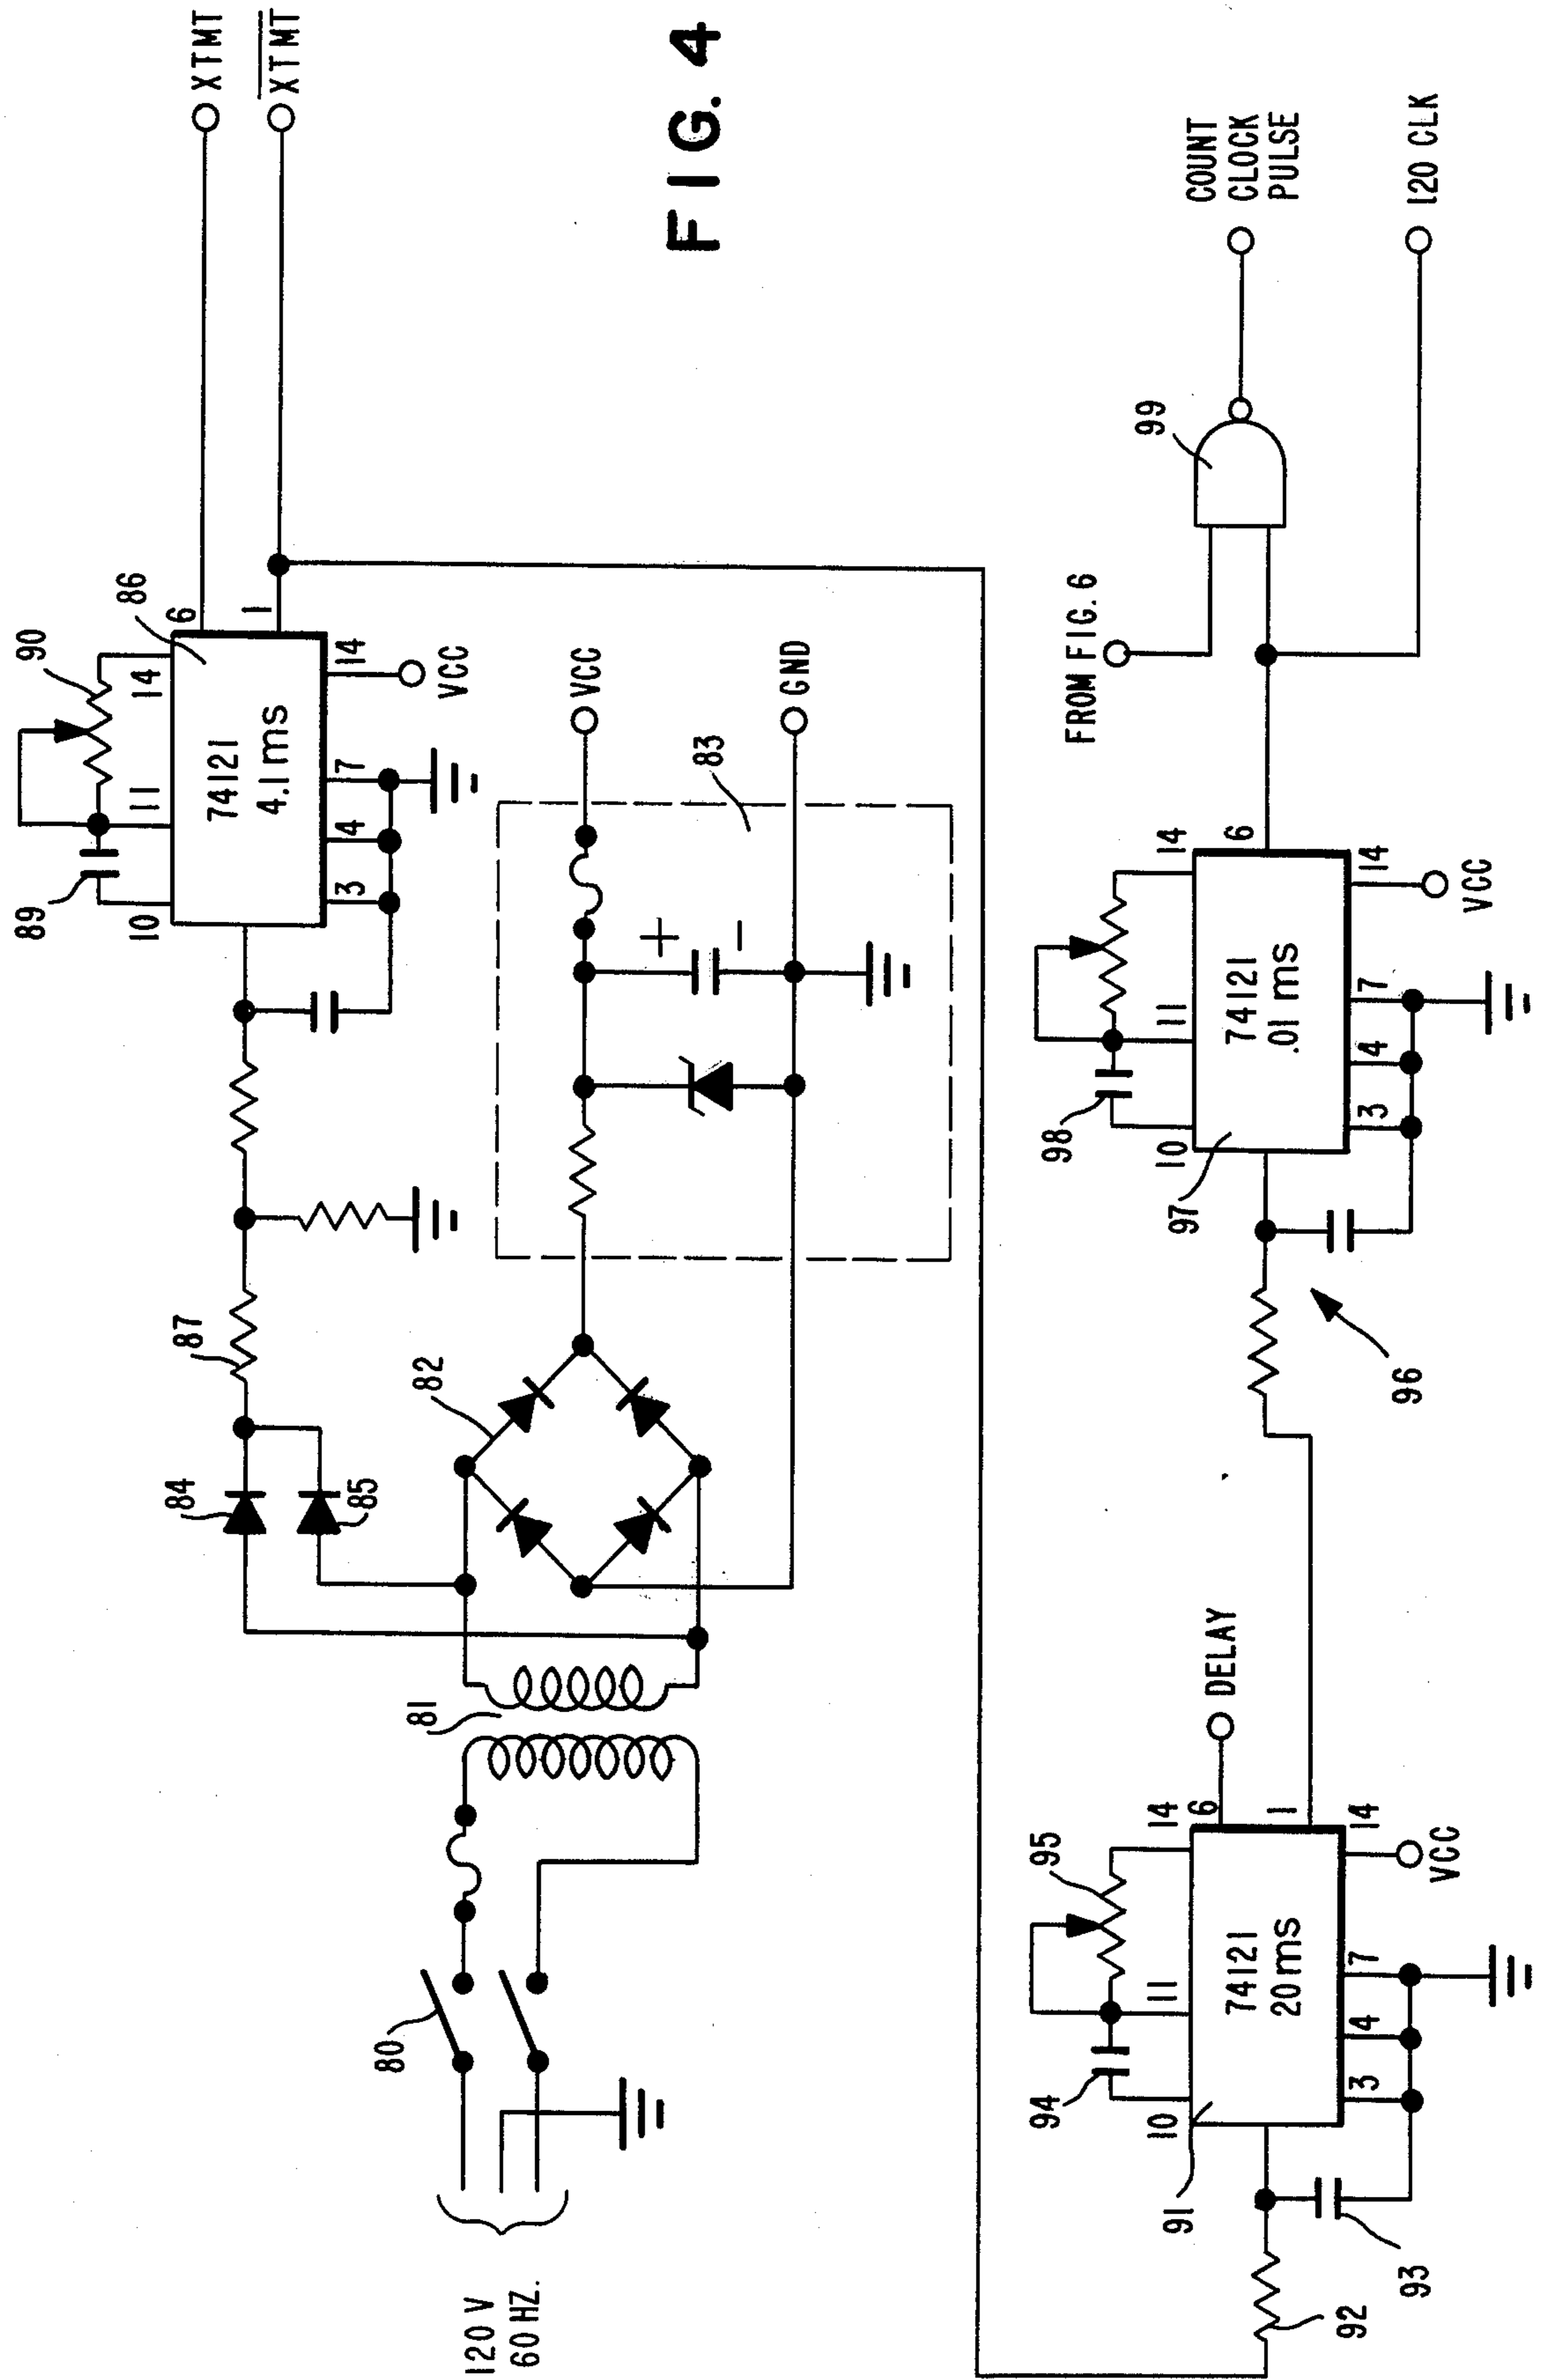 FIG. 4
120 V
60 HZ.
80
81
82
83
84
85
87
89
90
86
10
11
14
74121
4.1 ms
6
1
3
4
7
14
VCC
XTMT
XTMT
VCC
GND
91
92
93
94
95
10
11
14
74121
20 ms
6
1
3
4
7
14
VCC
DELAY
96
97
98
10
11
14
74121
.01 ms
6
3
4
7
14
VCC
FROM FIG. 6
99
COUNT
CLOCK
PULSE
120 CLK